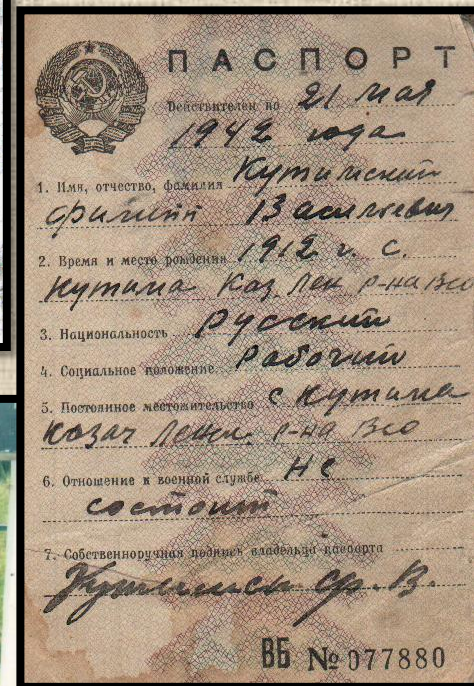 ПАСПОРТ
Действителен по 21 мая
1942 года
1. Имя, отчество, фамилия Кутимский
Филипп Васильевич
2. Время и место рождения 1912 г. с.
Кутима Каз Лен р-на Всо
3. Национальность русский
4. Социальное положение Рабочий
5. Постоянное местожительство с Кутима
Казач Ленин. р-на Всо
6. Отношение к военной службе Не
состоит
7. Собственноручная подпись владельца паспорта
Ф. В.
ВБ № 077880